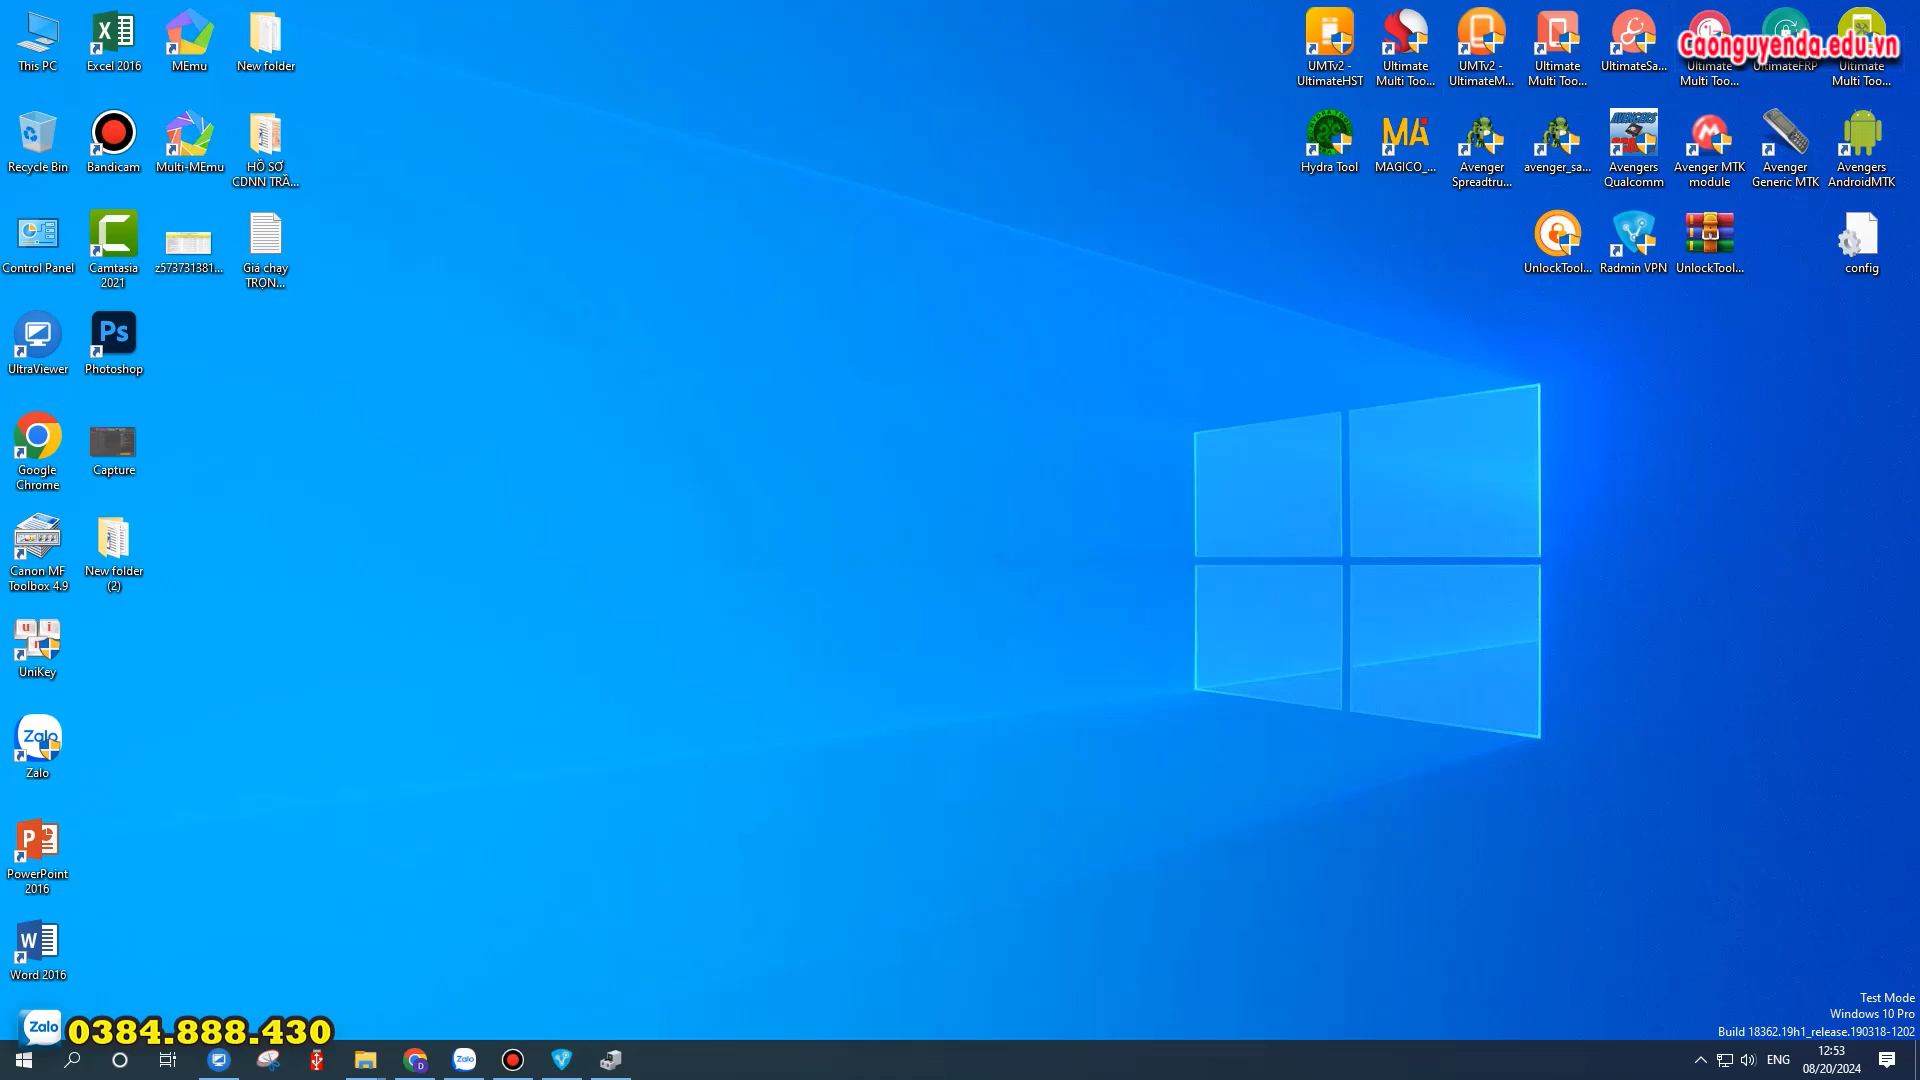 This PC
Excel 2016
MEmu
New folder
UMTv2 -
UltimateHST
Ultimate
Multi Too...
UMTv2 -
UltimateM...
Ultimate
Multi Too...
UltimateSa...
Ultimate
Multi Too...
UltimateFRP
Ultimate
Multi Too...
Caonguyenda.edu.vn
Recycle Bin
Bandicam
Multi-MEmu
HỒ SƠ
CDNN TRẦ...
Hydra Tool
MA
MAGICO_...
Avenger
Spreadtru...
avenger_sa...
Avengers
Qualcomm
Avenger MTK
module
Avenger
Generic MTK
Avengers
AndroidMTK
Control Panel
Camtasia
2021
z573731381...
Giá chạy
TRỌN...
UnlockTool...
Radmin VPN
UnlockTool...
config
UltraViewer
Ps
Photoshop
Google
Chrome
Capture
Canon MF
Toolbox 4.9
New folder
(2)
UniKey
Zalo
Zalo
PowerPoint
2016
Word 2016
Test Mode
Windows 10 Pro
Build 18362.19h1_release.190318-1202
Zalo
0384.888.430
Zalo
ENG
12:53
08/20/2024